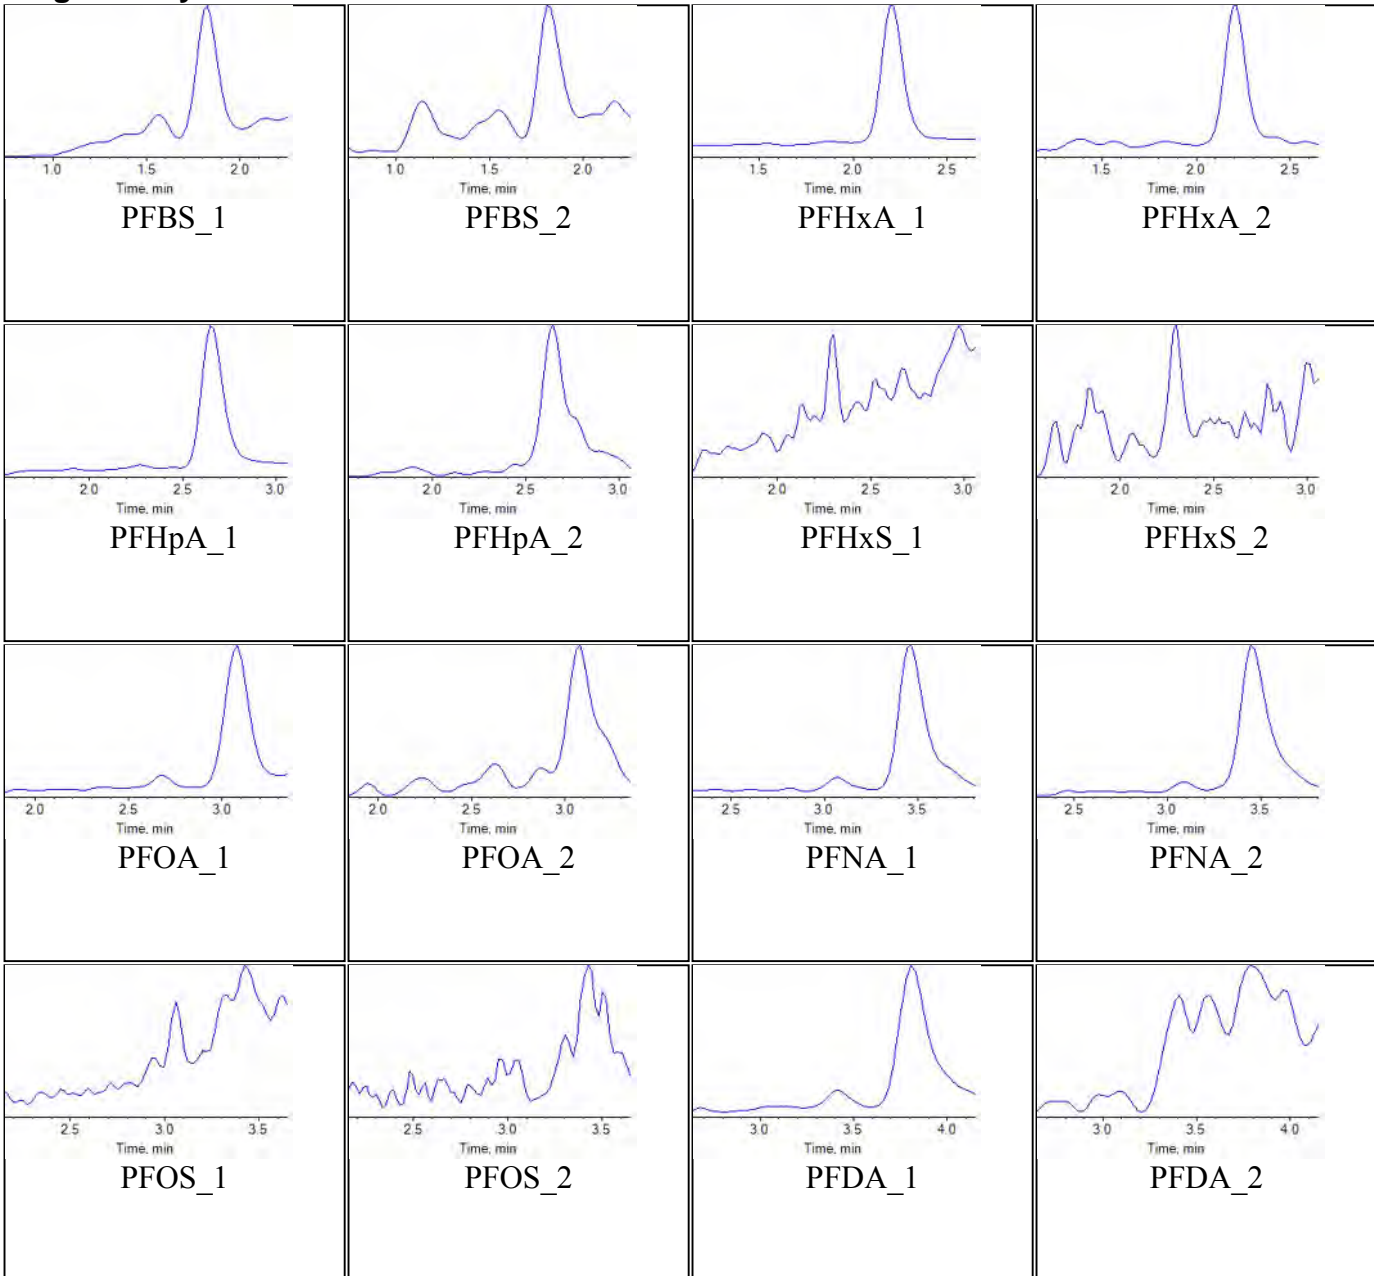 1.0 1.5 2.0 1.0 1.5 2.0 1.5 2.0 2.5 1.5 2.0 2.5
Time, min Time, min Time, min Time, min
PFBS_1 PFBS_2 PFHxA_1 PFHxA_2
2.0 2.5 3.0 2.0 2.5 3.0 2.0 2.5 3.0 2.0 2.5 3.0
Time, min Time, min Time, min Time, min
PFHpA_1 PFHpA_2 PFHxS_1 PFHxS_2
2.0 2.5 3.0 2.0 2.5 3.0 2.5 3.0 3.5 2.5 3.0 3.5
Time, min Time, min Time, min Time, min
PFOA_1 PFOA_2 PFNA_1 PFNA_2
2.5 3.0 3.5 2.5 3.0 3.5 3.0 3.5 4.0 3.0 3.5 4.0
Time, min Time, min Time, min Time, min
PFOS_1 PFOS_2 PFDA_1 PFDA_2